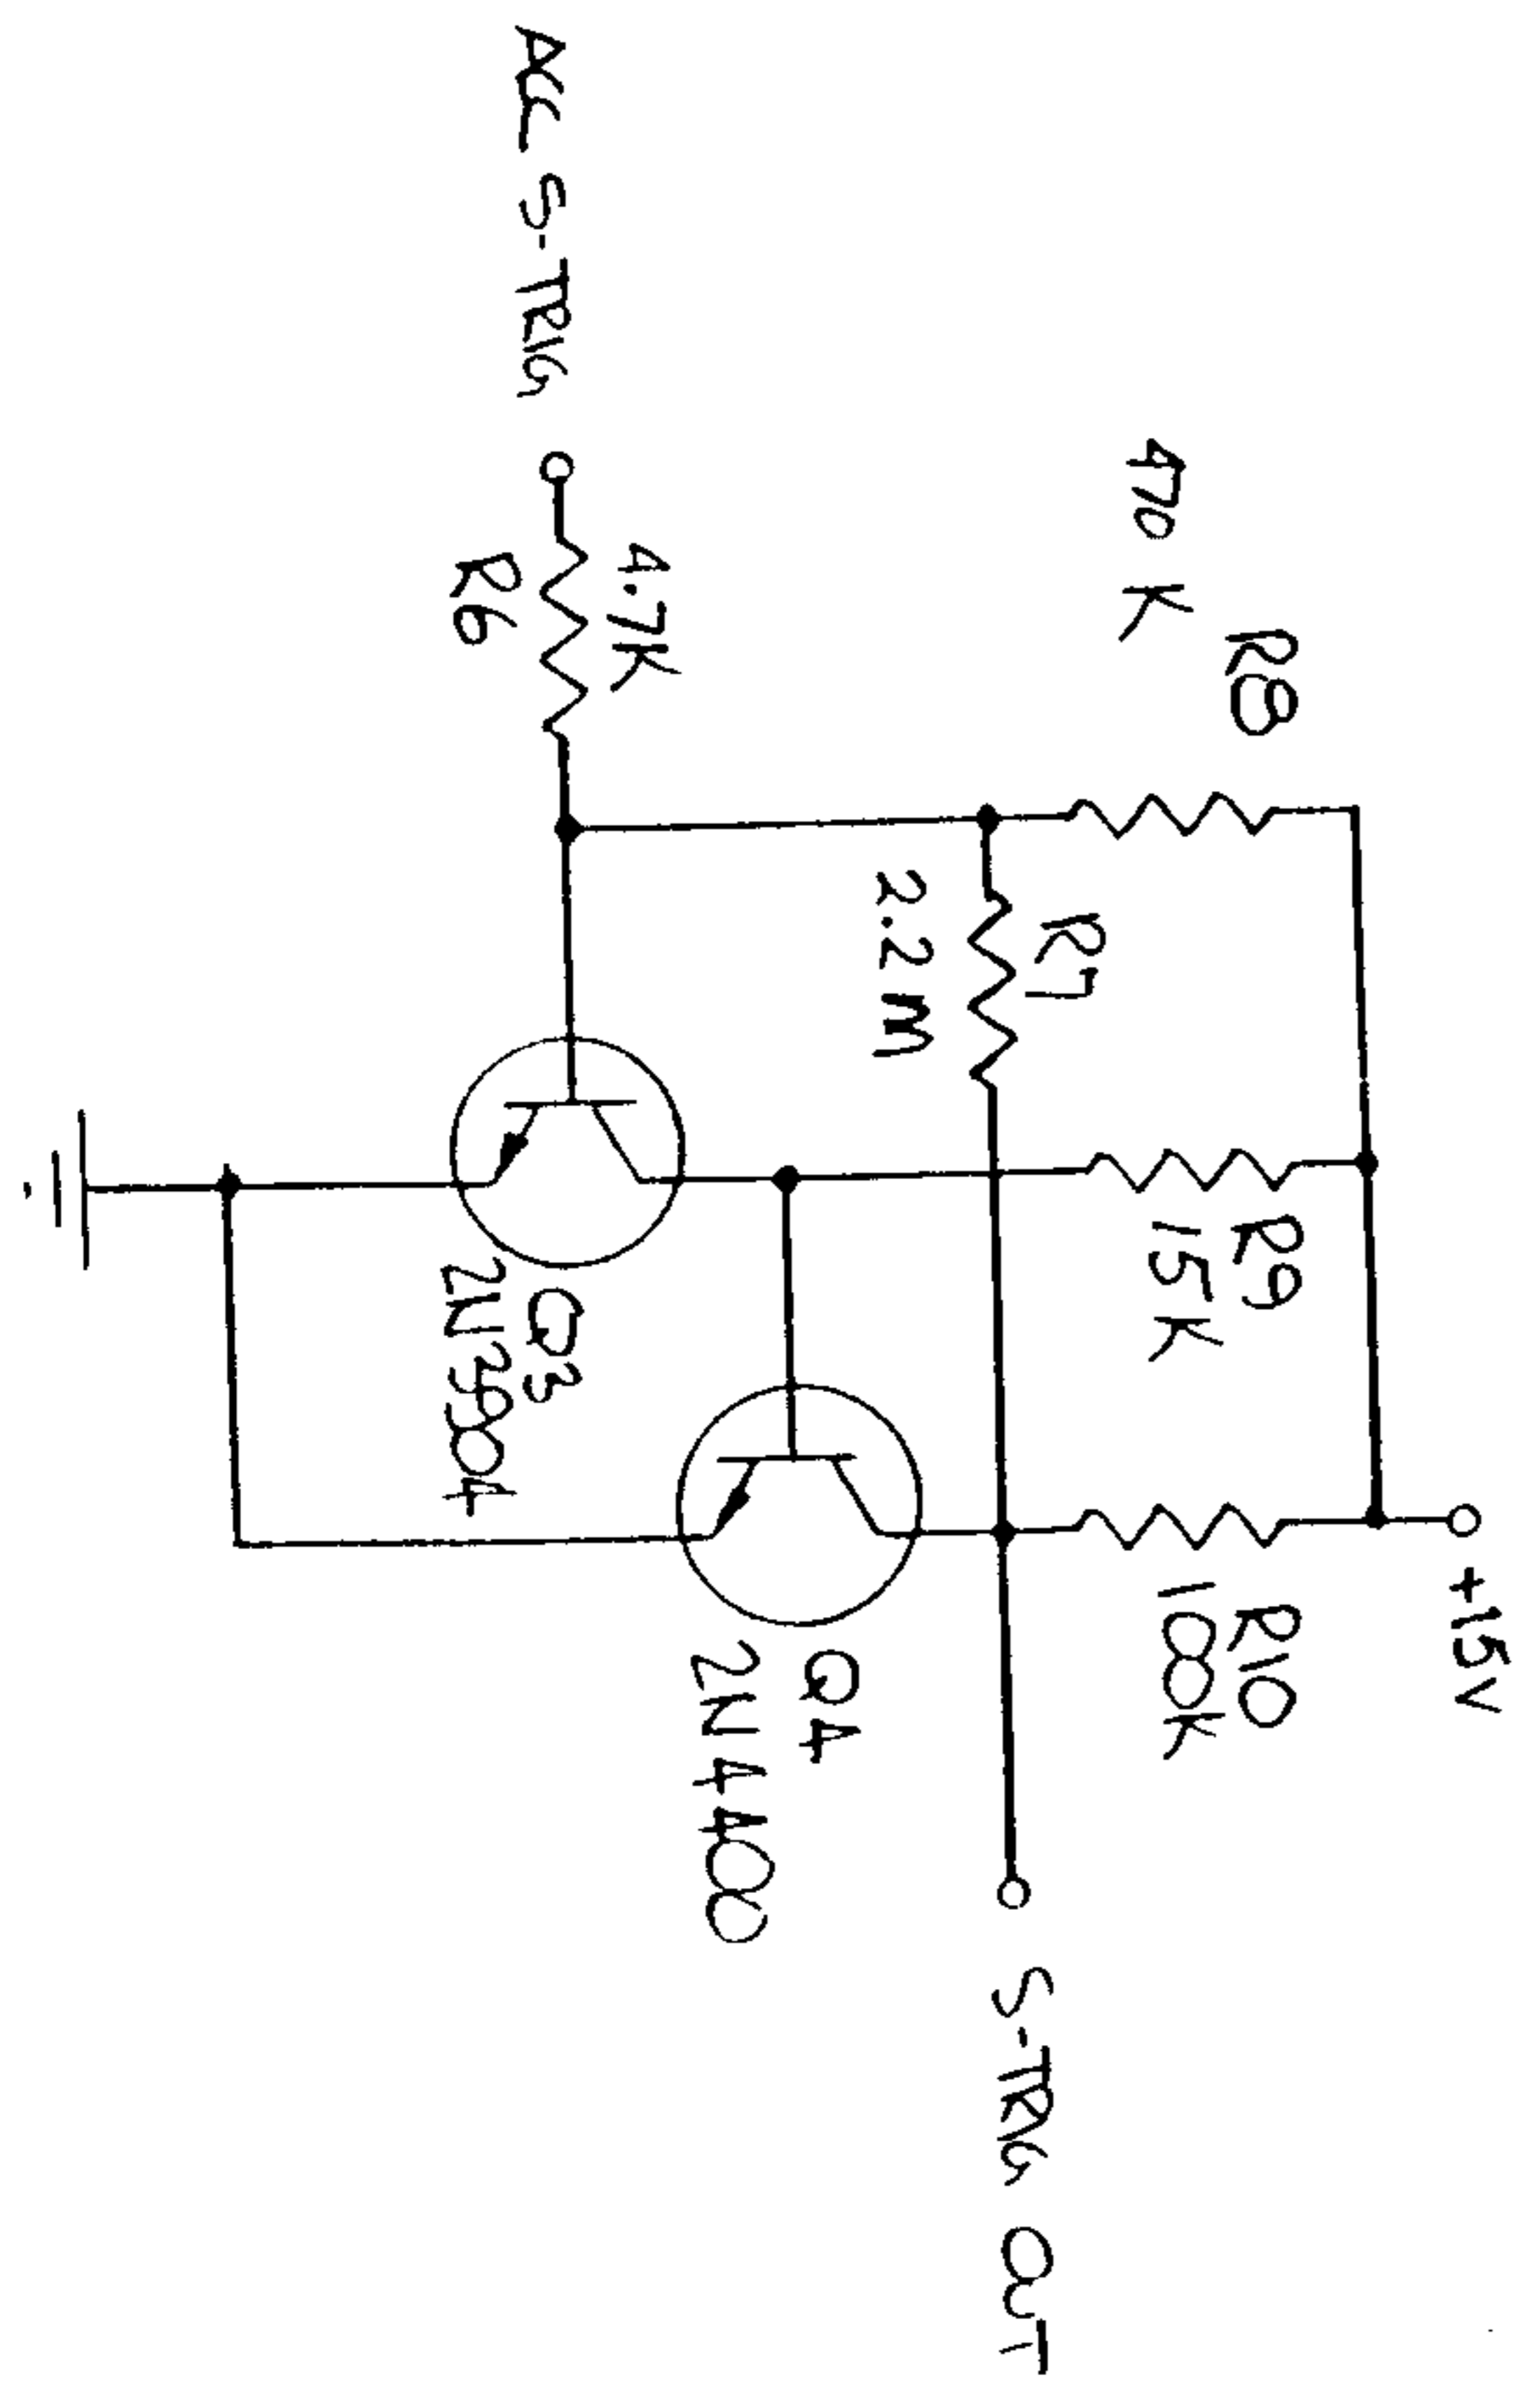 +15V
R8
470 K
R9
15K
R10
100K
R7
2.2M
S-TRIG OUT
4.7K
R6
ACC S-TRIG
Q4
2N4400
Q3
2N3904